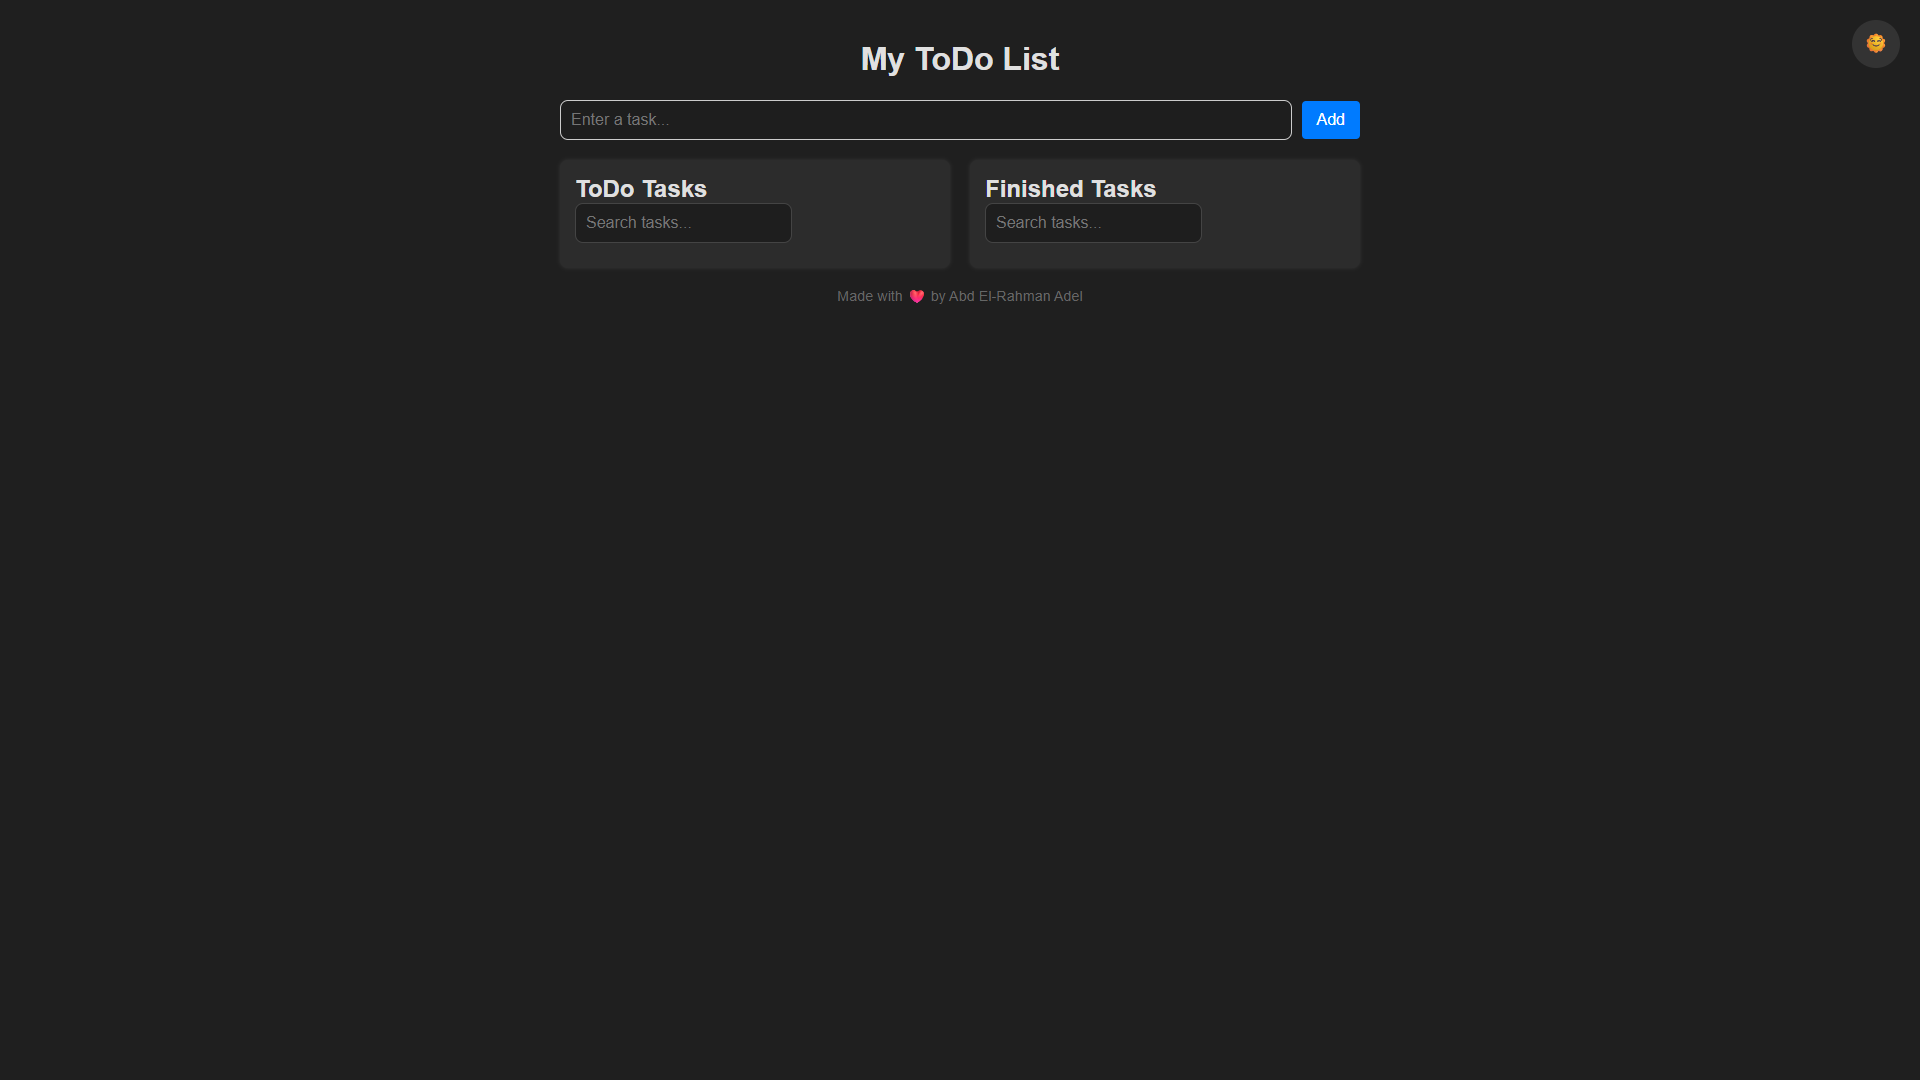 My ToDo List
Enter a task...
Add
ToDo Tasks
Search tasks...
Finished Tasks
Search tasks...
Made with 💖 by Abd El-Rahman Adel